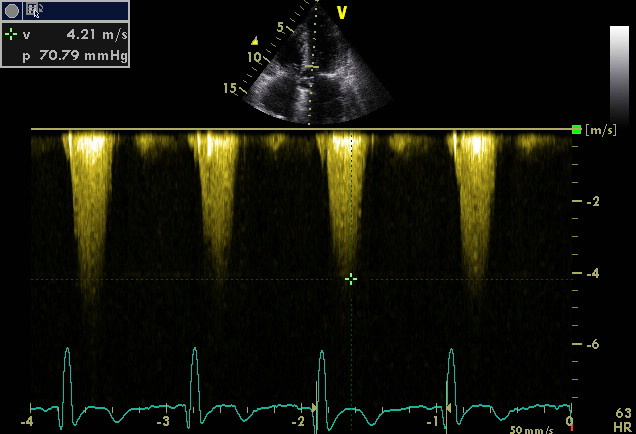 v 4.21 m/s
p 70.79 mmHg
V
5
10
15
[m/s]
-2
-4
-6
-4 -3 -2 -1 0
50 mm/s
63
HR